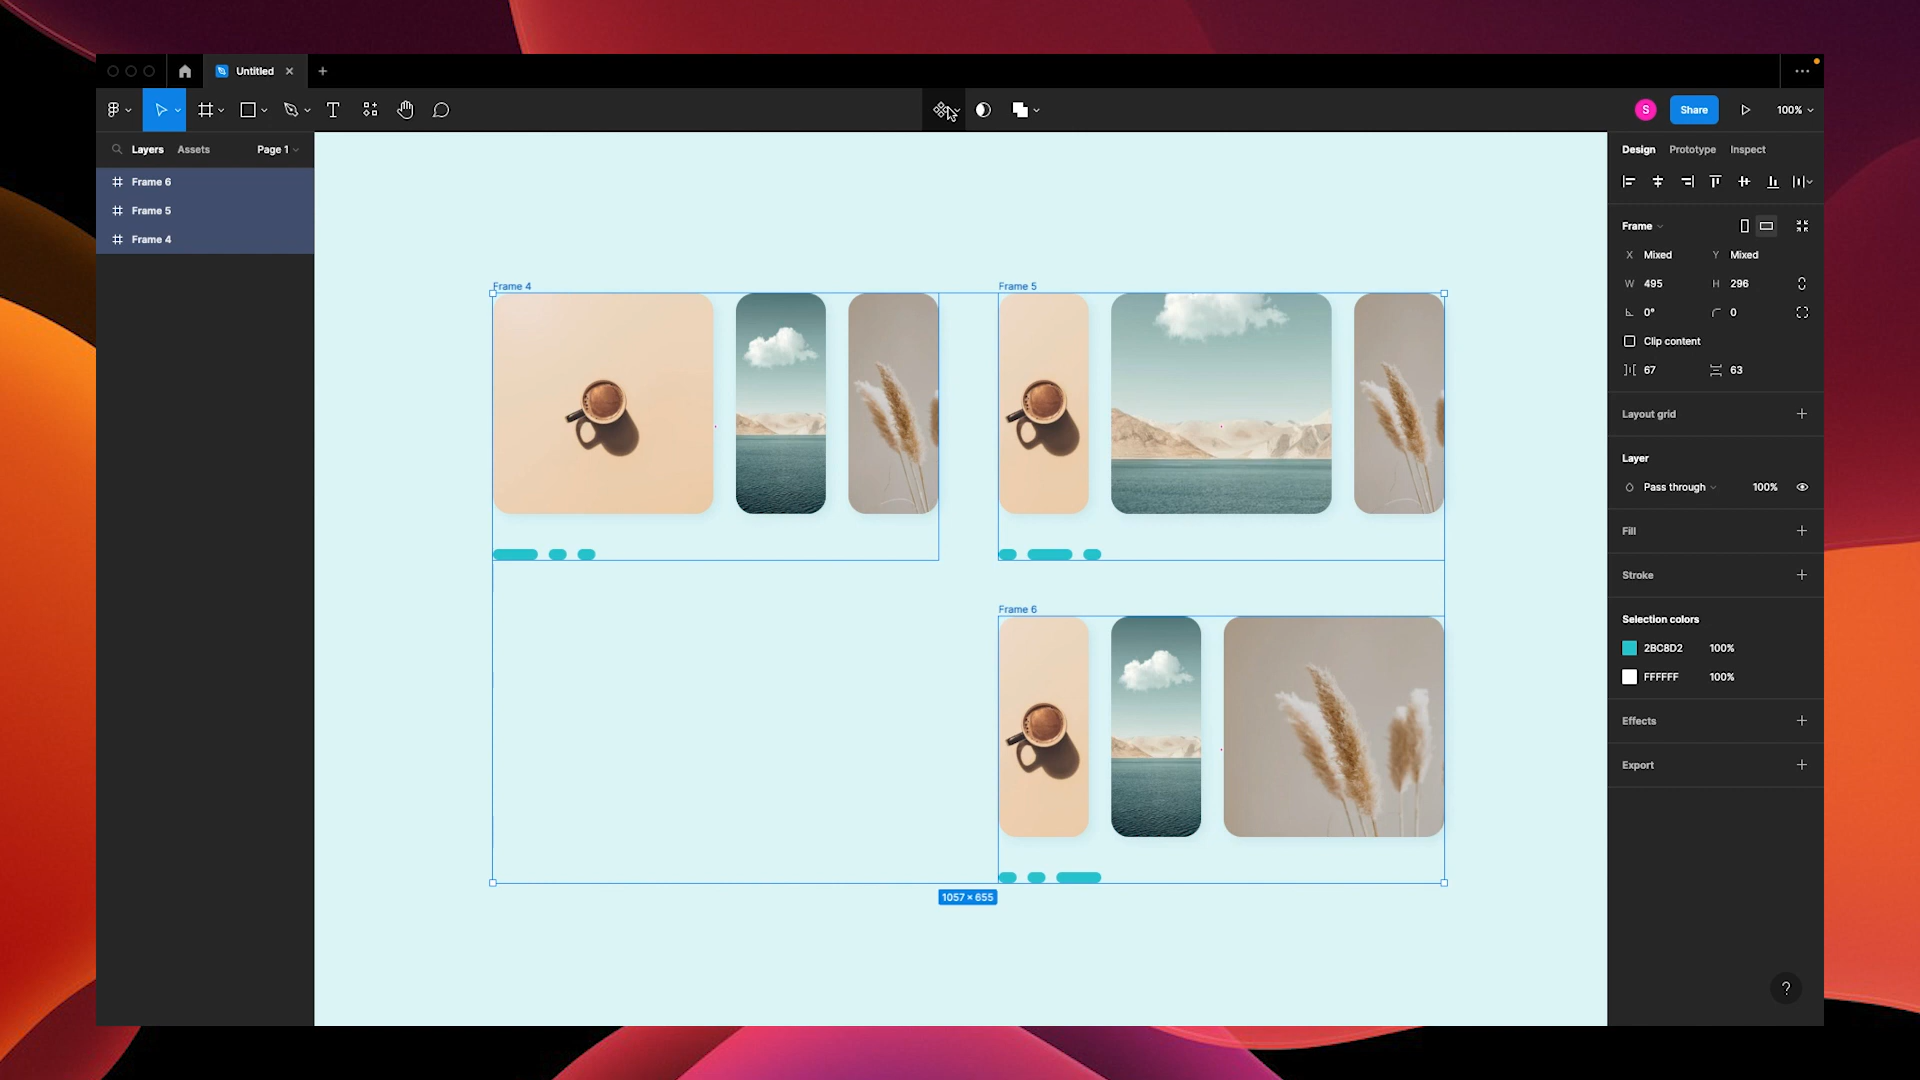 Untitled
S
Share
100%
Layers
Assets
Page 1
Frame 6
Frame 5
Frame 4
Frame 4
Frame 5
Frame 6
1057 × 655
Design
Prototype
Inspect
Frame
X Mixed
Y Mixed
W 495
H 296
0°
0
Clip content
67
63
Layout grid
Layer
Pass through
100%
Fill
Stroke
Selection colors
2BC8D2 100%
FFFFFF 100%
Effects
Export
?